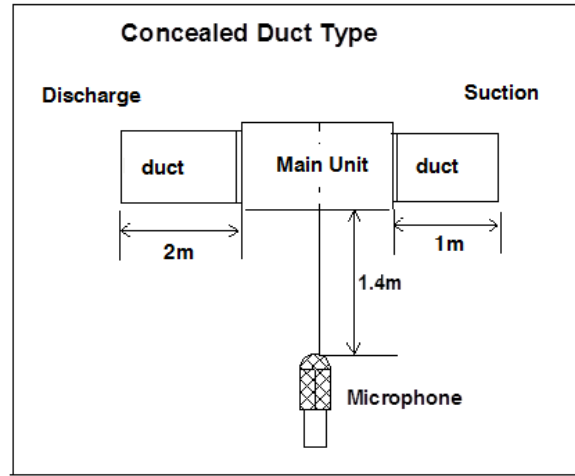 Concealed Duct Type
Discharge
Suction
duct
Main Unit
duct
2m
1m
1.4m
Microphone